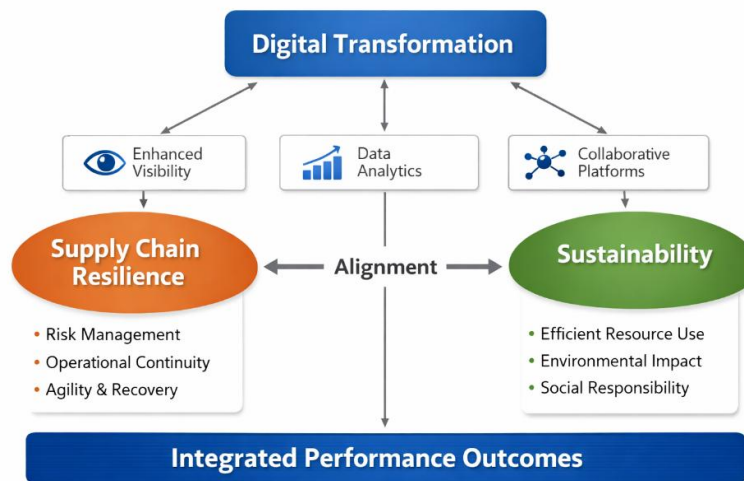 Digital Transformation
Enhanced
Visibility
Data
Analytics
Collaborative
Platforms
Supply Chain
Resilience
Alignment
Sustainability
• Risk Management
• Operational Continuity
• Agility & Recovery
• Efficient Resource Use
• Environmental Impact
• Social Responsibility
Integrated Performance Outcomes